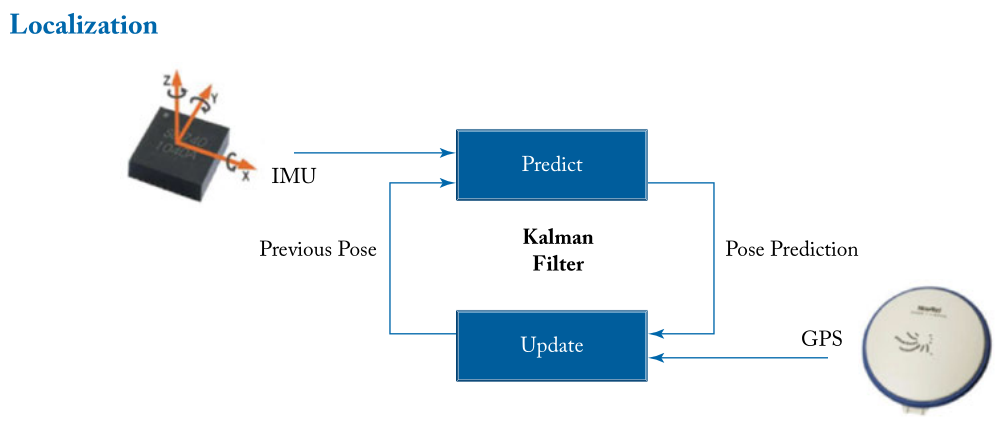 Localization
Z
Y
X
IMU
Predict
Previous Pose
Kalman
Filter
Pose Prediction
Update
GPS